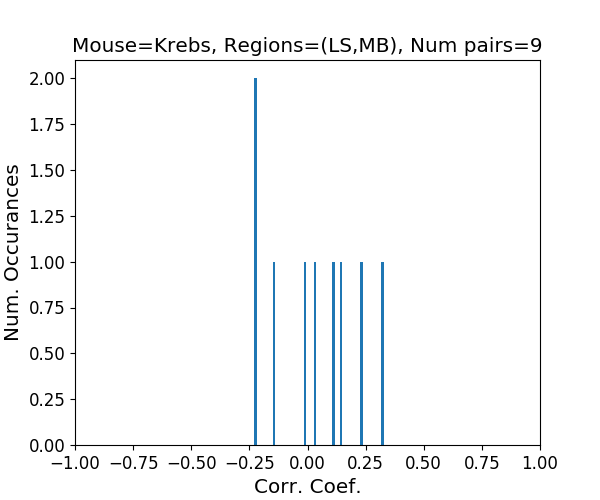 Mouse=Krebs, Regions=(LS,MB), Num pairs=9
2.00
1.75
1.50
1.25
1.00
0.75
0.50
0.25
0.00
Num. Occurances
−1.00 −0.75 −0.50 −0.25 0.00 0.25 0.50 0.75 1.00
Corr. Coef.